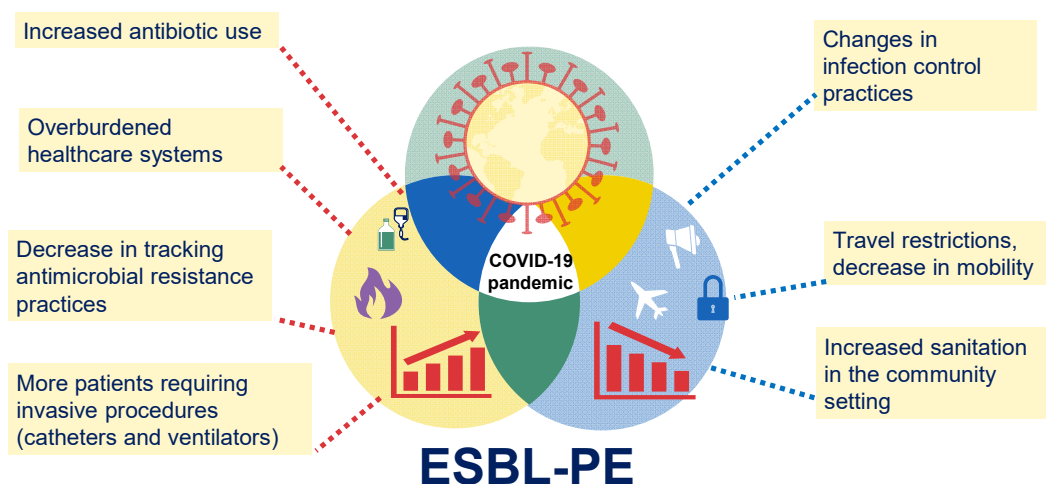 Increased antibiotic use
Overburdened
healthcare systems
Decrease in tracking
antimicrobial resistance
practices
More patients requiring
invasive procedures
(catheters and ventilators)
COVID-19
pandemic
Changes in
infection control
practices
Travel restrictions,
decrease in mobility
Increased sanitation
in the community
setting
ESBL-PE